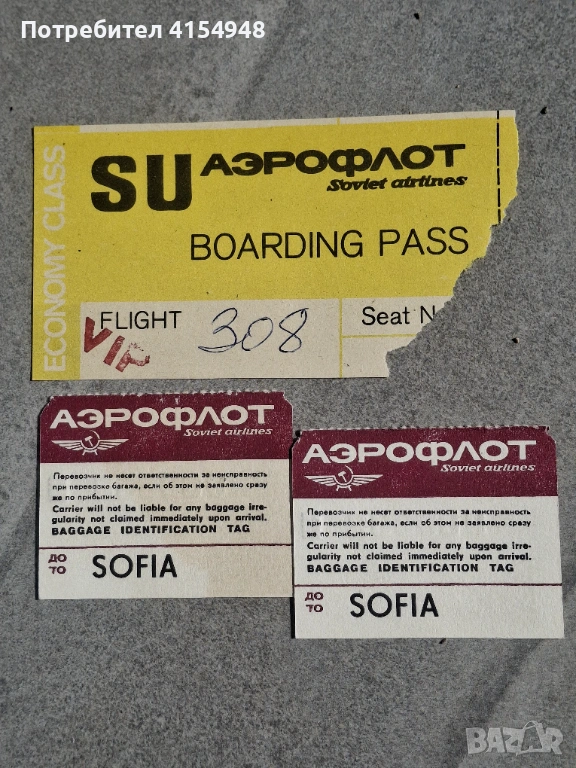 Потребител 4154948
ECONOMY CLASS
SU АЭРОФЛОТ
Soviet airlines
BOARDING PASS
FLIGHT 308 Seat N
VIP
АЭРОФЛОТ
Soviet airlines
Перевозчик не несет ответственности за неисправность
при перевозке багажа, если об этом не заявлено сразу
же по прибытии.
Carrier will not be liable for any baggage irre-
gularity not claimed immediately upon arrival.
BAGGAGE IDENTIFICATION TAG
ДО
TO SOFIA
АЭРОФЛОТ
Soviet airlines
Перевозчик не несет ответственности за неисправность
при перевозке багажа, если об этом не заявлено сразу
же по прибытии.
Carrier will not be liable for any baggage irre-
gularity not claimed immediately upon arrival.
BAGGAGE IDENTIFICATION TAG
ДО
TO SOFIA
BAZAR